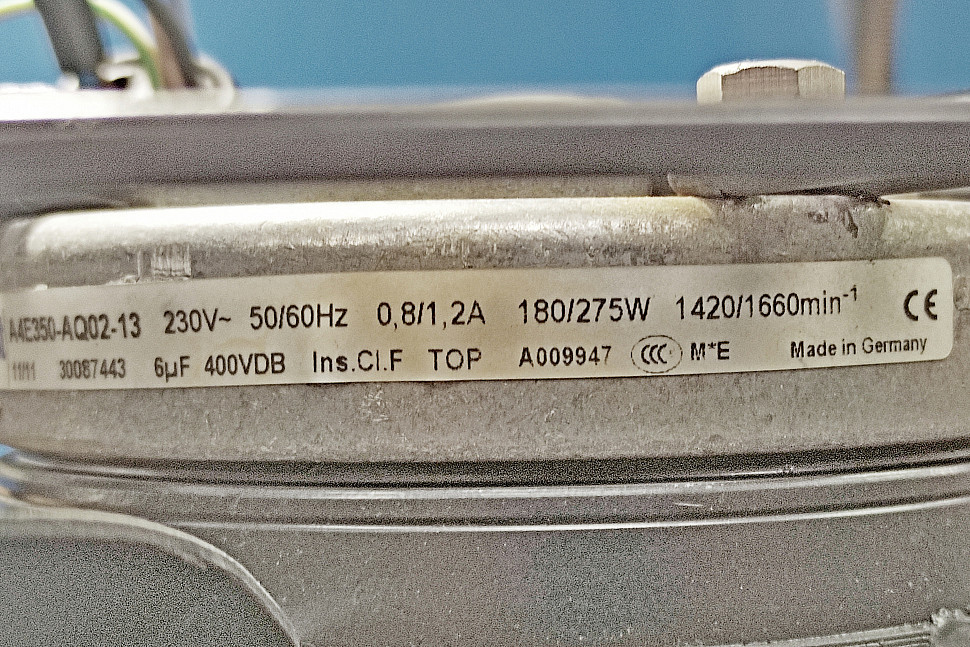 A4E350-AQ02-13 230V~ 50/60Hz 0,8/1,2A 180/275W 1420/1660min⁻¹ CE
11/11 30087443 6µF 400VDB Ins.Cl.F TOP A009947 CCC M*E Made in Germany